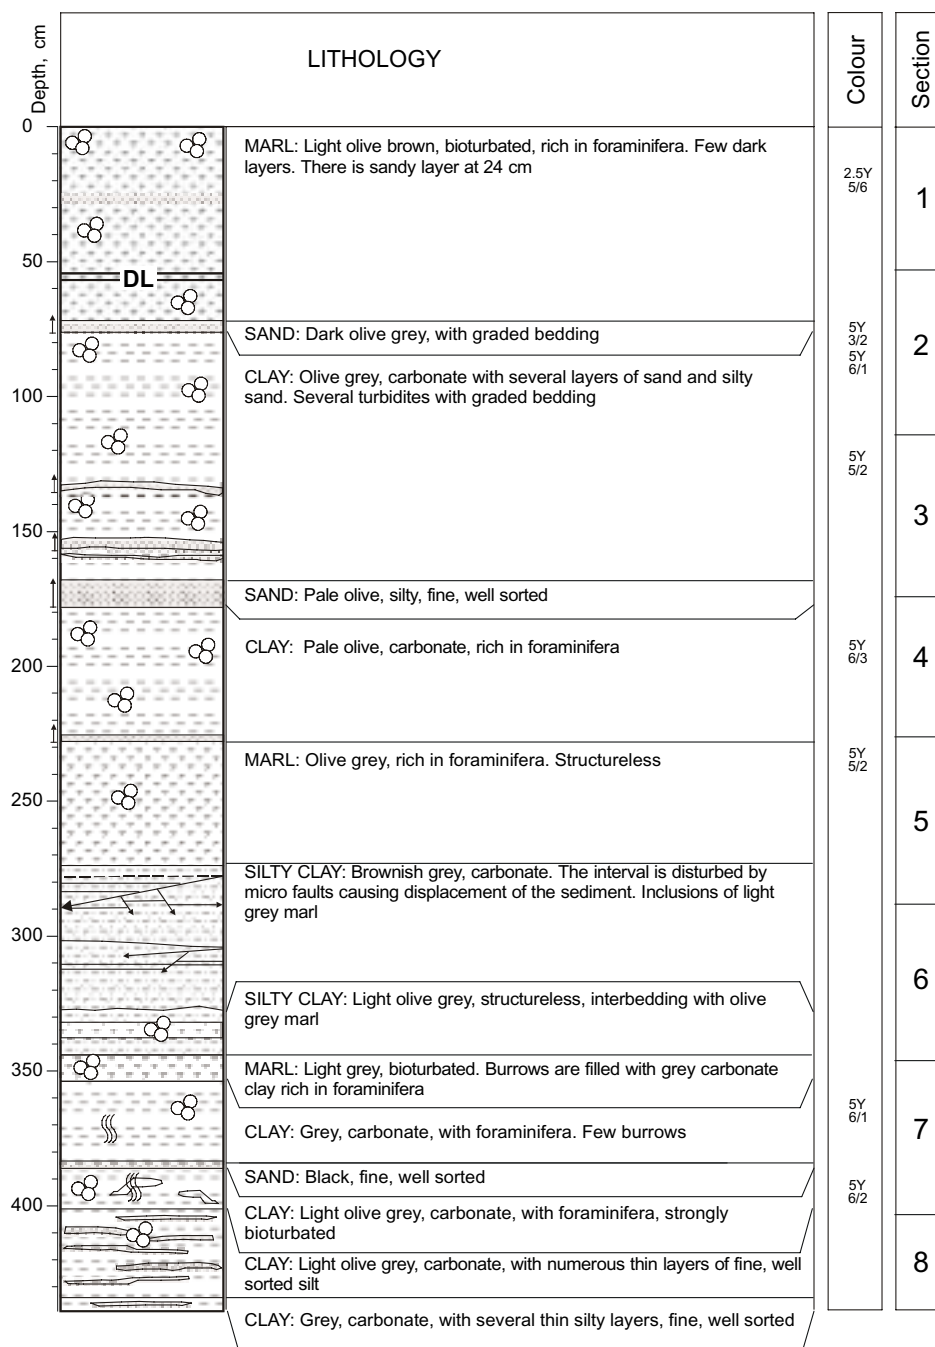 Depth, cm
LITHOLOGY
Colour
Section
0
MARL: Light olive brown, bioturbated, rich in foraminifera. Few dark
layers. There is sandy layer at 24 cm
2.5Y
5/6
1
50
DL
SAND: Dark olive grey, with graded bedding
5Y
3/2
5Y
6/1
2
CLAY: Olive grey, carbonate with several layers of sand and silty
sand. Several turbidites with graded bedding
100
5Y
5/2
3
150
SAND: Pale olive, silty, fine, well sorted
CLAY: Pale olive, carbonate, rich in foraminifera
5Y
6/3
4
200
MARL: Olive grey, rich in foraminifera. Structureless
5Y
5/2
250
5
SILTY CLAY: Brownish grey, carbonate. The interval is disturbed by
micro faults causing displacement of the sediment. Inclusions of light
grey marl
300
6
SILTY CLAY: Light olive grey, structureless, interbedding with olive
grey marl
350
MARL: Light grey, bioturbated. Burrows are filled with grey carbonate
clay rich in foraminifera
5Y
6/1
7
CLAY: Grey, carbonate, with foraminifera. Few burrows
SAND: Black, fine, well sorted
5Y
6/2
400
CLAY: Light olive grey, carbonate, with foraminifera, strongly
bioturbated
CLAY: Light olive grey, carbonate, with numerous thin layers of fine, well
sorted silt
8
CLAY: Grey, carbonate, with several thin silty layers, fine, well sorted